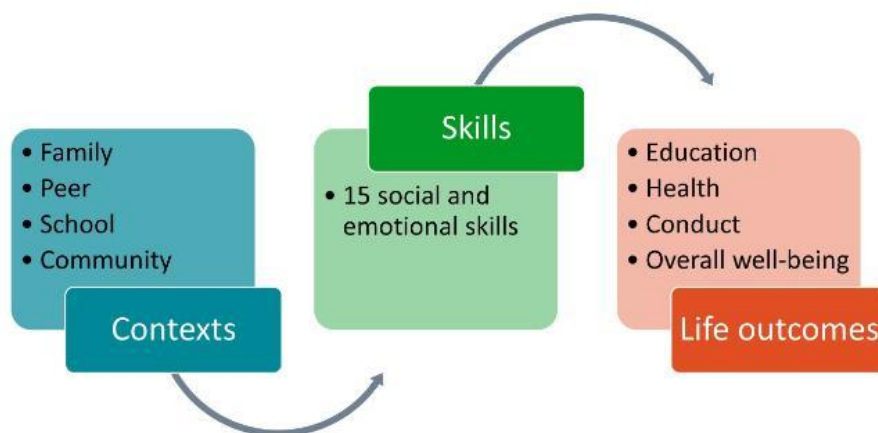 • Family
• Peer
• School
• Community
Contexts
Skills
• 15 social and
emotional skills
• Education
• Health
• Conduct
• Overall well-being
Life outcomes